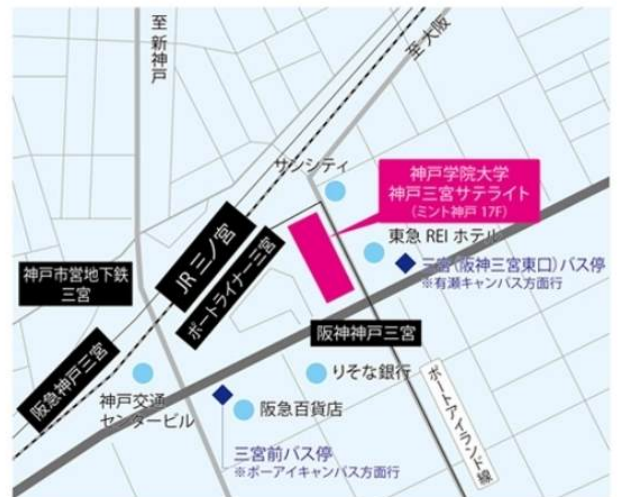 至 新神戸
至 大阪
サンシティ
神戸学院大学
神戸三宮サテライト
(ミント神戸 17F)
東急 REI ホテル
三宮(阪神三宮東口)バス停
※有瀬キャンパス方面行
神戸市営地下鉄
三宮
JR 三ノ宮
ポートライナー三宮
阪神神戸三宮
阪急神戸三宮
りそな銀行
神戸交通
センタービル
阪急百貨店
三宮前バス停
※ポーアイキャンパス方面行
ポートアイランド線